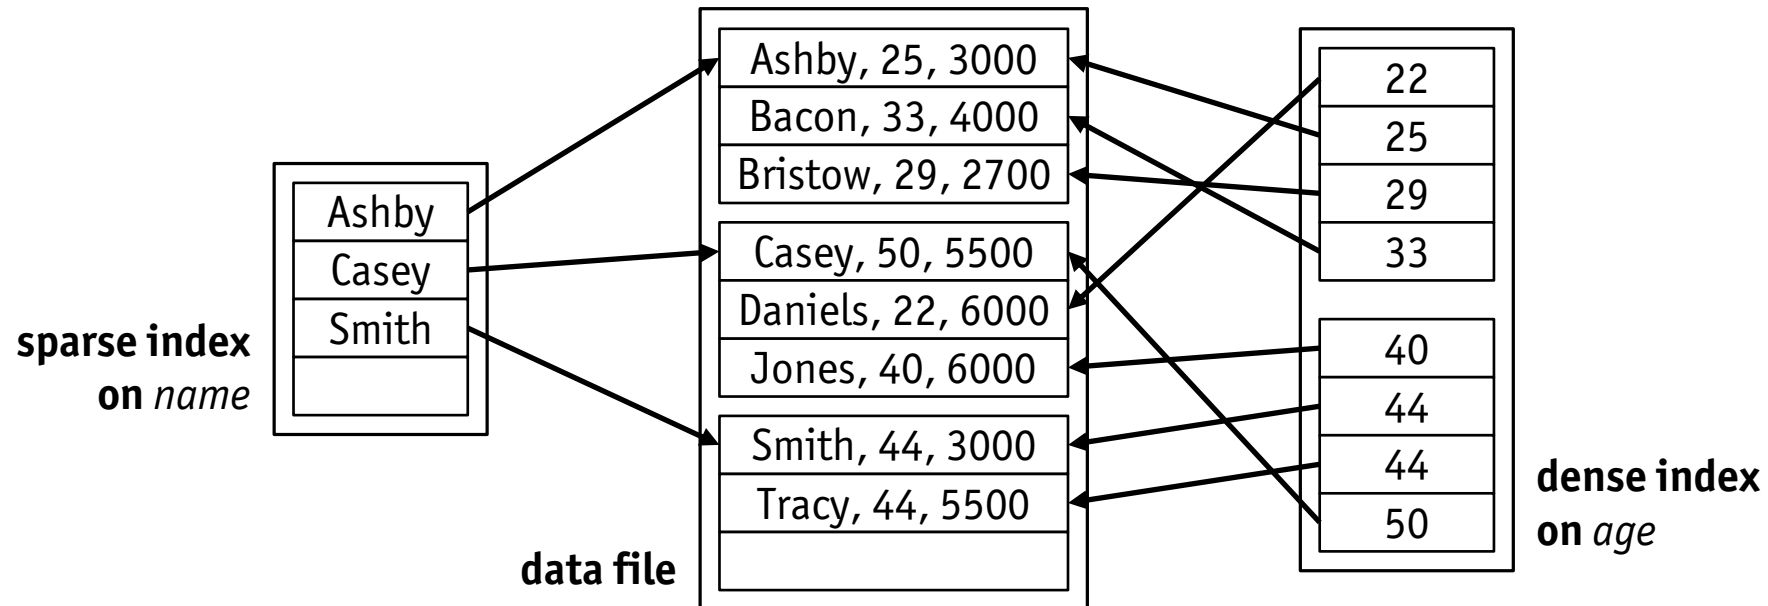 Ashby
Casey
Smith
sparse index
on name
Ashby, 25, 3000
Bacon, 33, 4000
Bristow, 29, 2700
Casey, 50, 5500
Daniels, 22, 6000
Jones, 40, 6000
Smith, 44, 3000
Tracy, 44, 5500
data file
22
25
29
33
40
44
44
50
dense index
on age